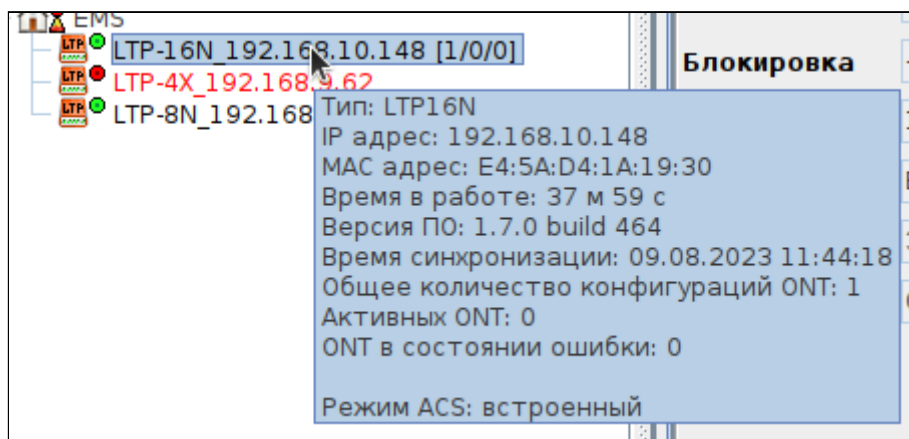 EMS
LTP-16N_192.168.10.148 [1/0/0]
LTP-4X_192.168.9.62
LTP-8N_192.168
Блокировка
Тип: LTP16N
IP адрес: 192.168.10.148
MAC адрес: E4:5A:D4:1A:19:30
Время в работе: 37 м 59 с
Версия ПО: 1.7.0 build 464
Время синхронизации: 09.08.2023 11:44:18
Общее количество конфигураций ONT: 1
Активных ONT: 0
ONT в состоянии ошибки: 0
Режим ACS: встроенный